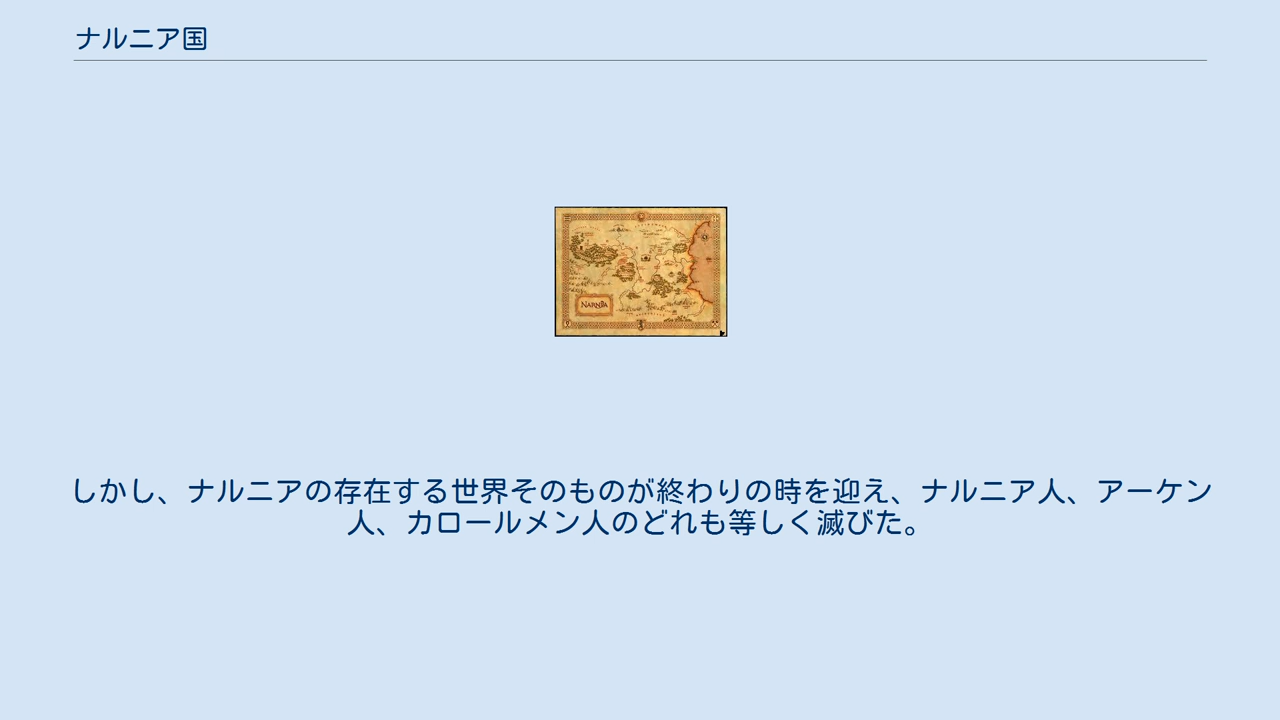 ナルニア国
NARNIA
しかし、ナルニアの存在する世界そのものが終わりの時を迎え、ナルニア人、アーケン
人、カロールメン人のどれも等しく滅びた。